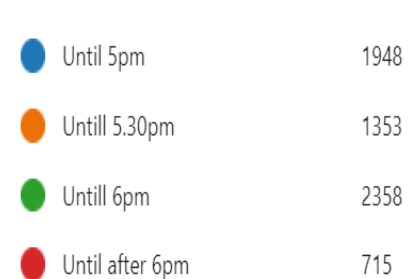 Until 5pm 1948
Untill 5.30pm 1353
Untill 6pm 2358
Until after 6pm 715